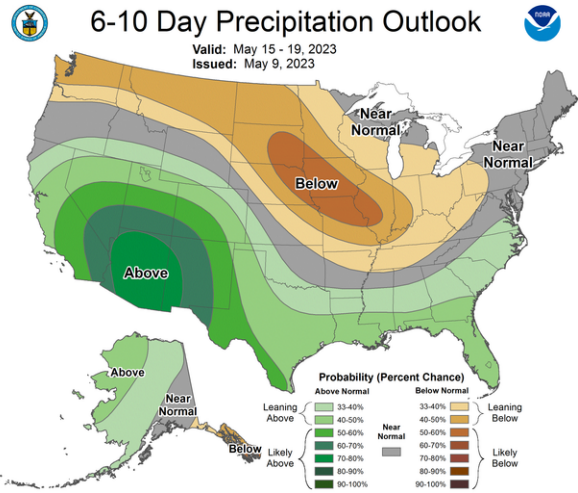 6-10 Day Precipitation Outlook
Valid: May 15 - 19, 2023
Issued: May 9, 2023
NOAA
Near
Normal
Near
Normal
Below
Above
Above
Near
Normal
Below
Probability (Percent Chance)
Above Normal
Below Normal
Leaning
Above
33-40%
40-50%
Likely
Above
50-60%
60-70%
70-80%
80-90%
90-100%
Near
Normal
33-40%
40-50%
Leaning
Below
50-60%
60-70%
70-80%
80-90%
90-100%
Likely
Below